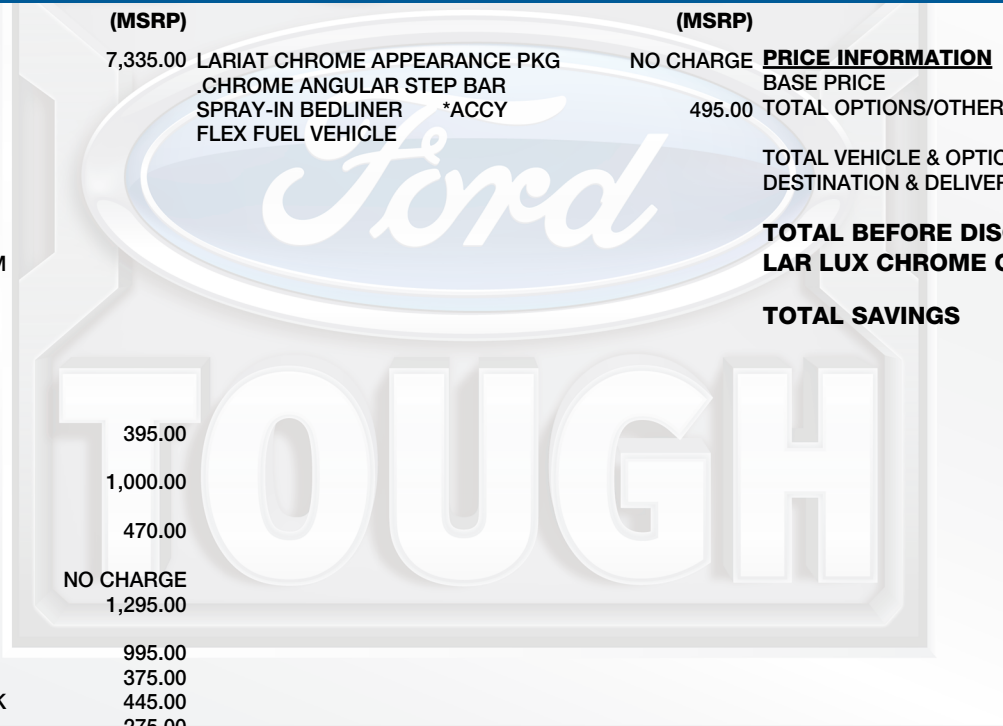 (MSRP)
7,335.00
M
395.00
1,000.00
470.00
NO CHARGE
1,295.00
995.00
375.00
K 445.00
275.00
LARIAT CHROME APPEARANCE PKG
.CHROME ANGULAR STEP BAR
SPRAY-IN BEDLINER *ACCY
FLEX FUEL VEHICLE
(MSRP)
NO CHARGE
495.00
PRICE INFORMATION
BASE PRICE
TOTAL OPTIONS/OTHER
TOTAL VEHICLE & OPTIO
DESTINATION & DELIVER
TOTAL BEFORE DIS
LAR LUX CHROME
TOTAL SAVINGS
Ford
TOUGH